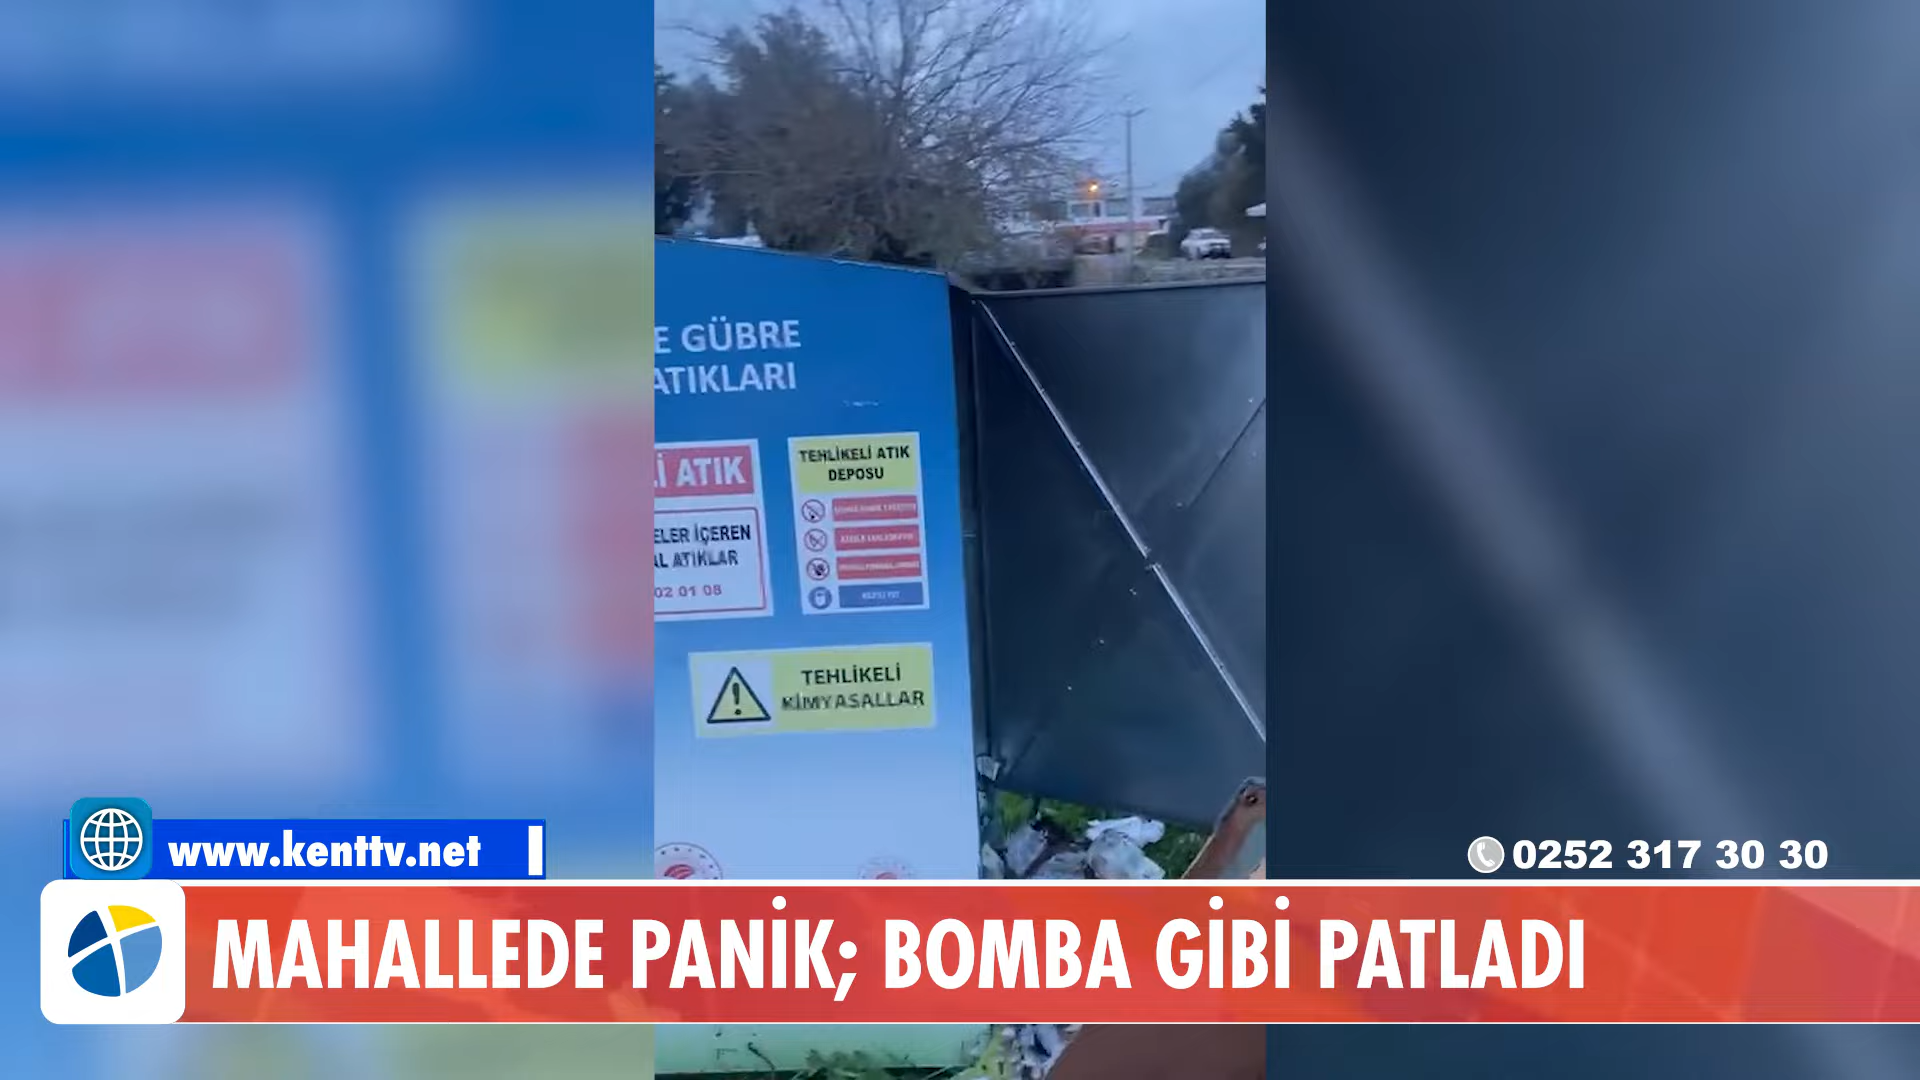 E GÜBRE
ATIKLARI
İ ATIK
ELER İÇEREN
AL ATIKLAR
02 01 08
TEHLİKELİ ATIK
DEPOSU
TEHLİKELİ
KİMYASALLAR
www.kenttv.net
0252 317 30 30
MAHALLEDE PANİK; BOMBA GİBİ PATLADI